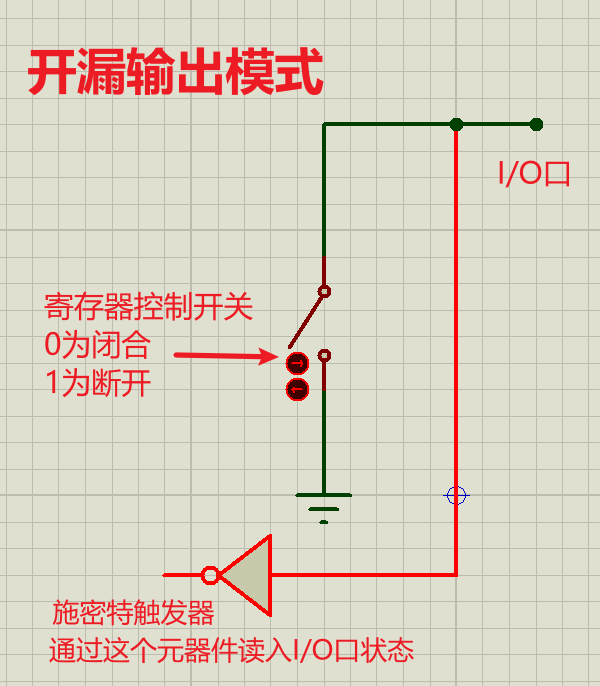 开漏输出模式
I/O口
寄存器控制开关
0为闭合
1为断开
施密特触发器
通过这个元器件读入I/O口状态